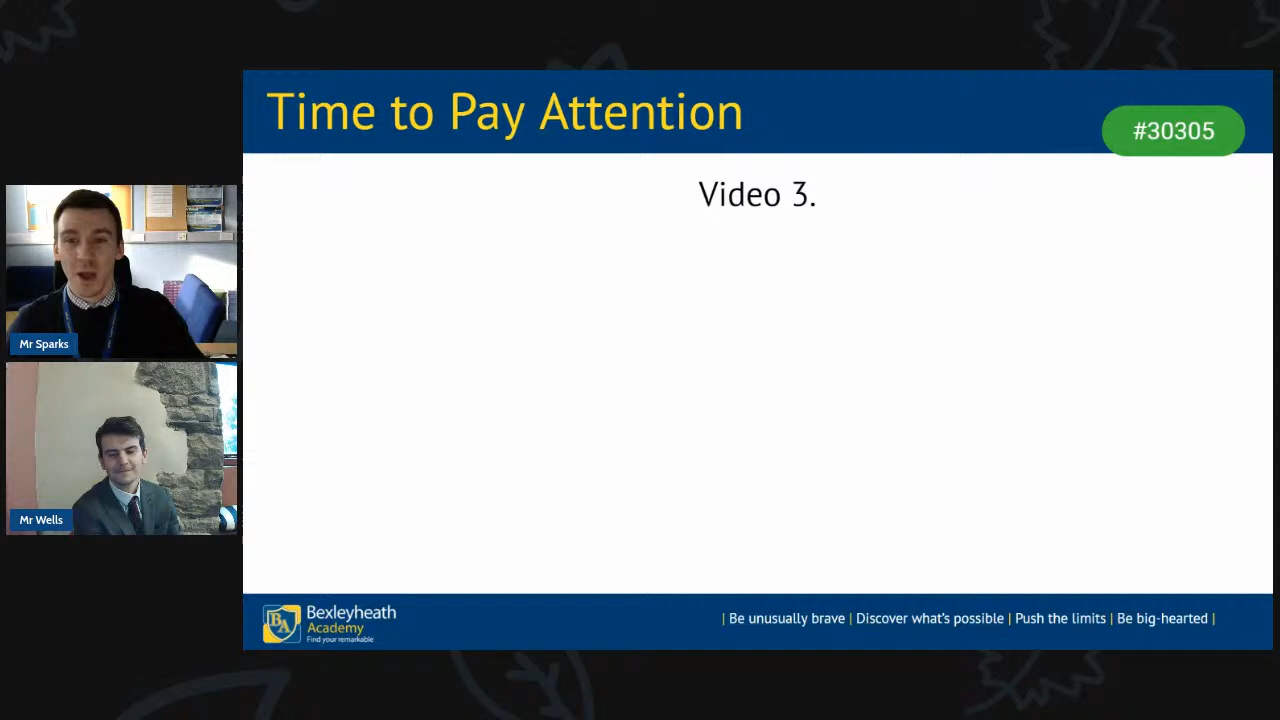 Time to Pay Attention
#30305
Video 3.
Mr Sparks
Mr Wells
BA
Bexleyheath
Academy
Find your remarkable
| Be unusually brave | Discover what's possible | Push the limits | Be big-hearted |